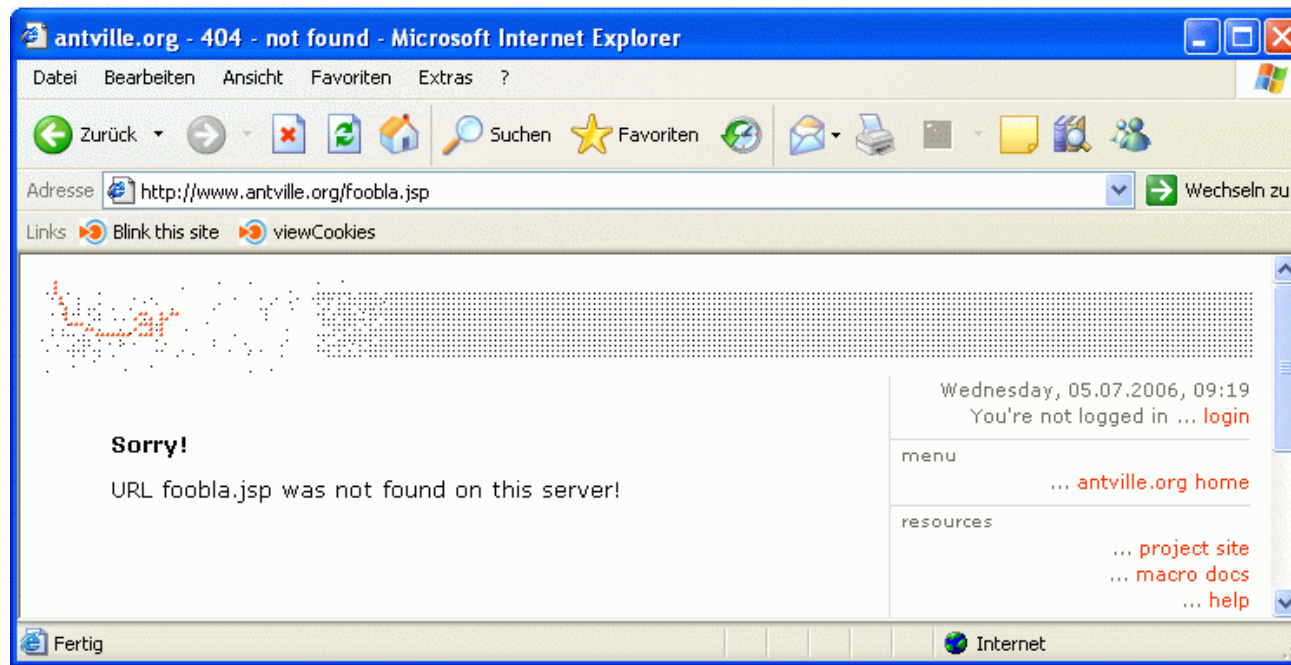 antville.org - 404 - not found - Microsoft Internet Explorer
Datei Bearbeiten Ansicht Favoriten Extras ?
Zurück Suchen Favoriten
Adresse http://www.antville.org/foobla.jsp Wechseln zu
Links Blink this site viewCookies
Wednesday, 05.07.2006, 09:19
You're not logged in ... login
Sorry!
URL foobla.jsp was not found on this server!
menu
... antville.org home
resources
... project site
... macro docs
... help
Fertig Internet